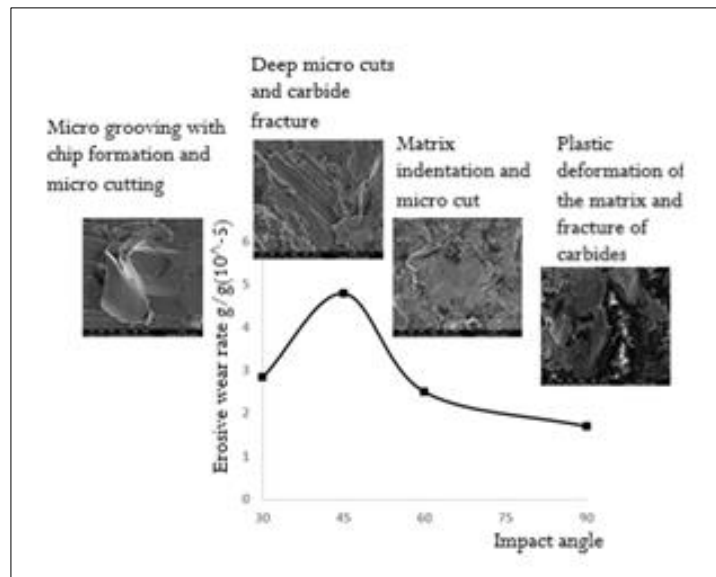 Deep micro cuts
and carbide
fracture
Micro grooving with
chip formation and
micro cutting
Matrix
indentation and
micro cut
Plastic
deformation of
the matrix and
fracture of
carbides
Erosive wear rate g/g(10^-5)
6
5
4
3
2
1
0
30 45 60 75 90
Impact angle